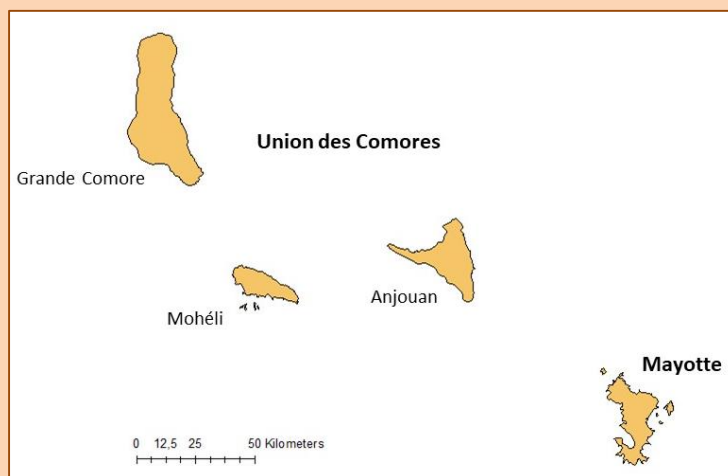 Union des Comores
Grande Comore
Anjouan
Mohéli
Mayotte
0 12,5 25 50 Kilometers